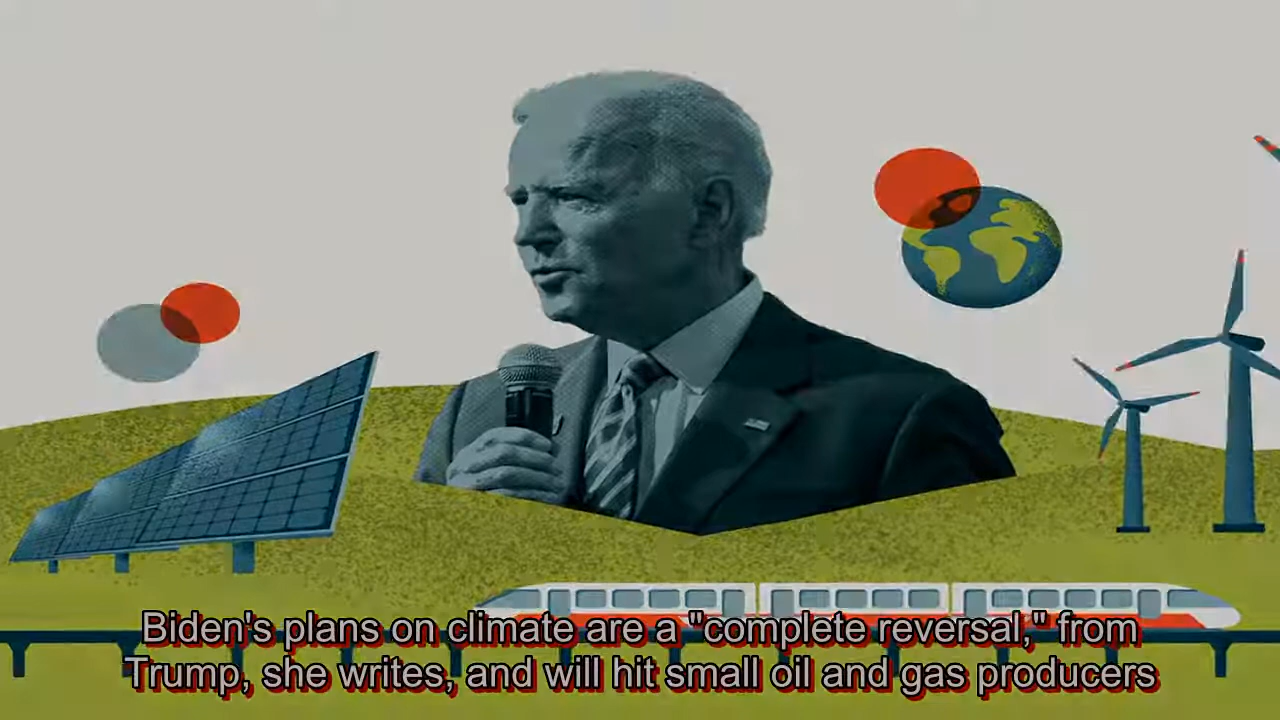 Biden's plans on climate are a "complete reversal," from
Trump, she writes, and will hit small oil and gas producers